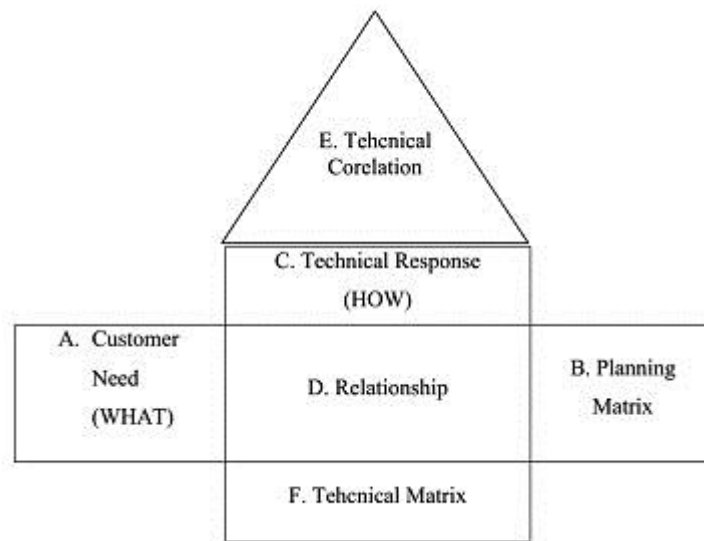 E. Tehcnical
Corelation
C. Technical Response
(HOW)
A. Customer
Need
(WHAT)
D. Relationship
B. Planning
Matrix
F. Tehcnical Matrix